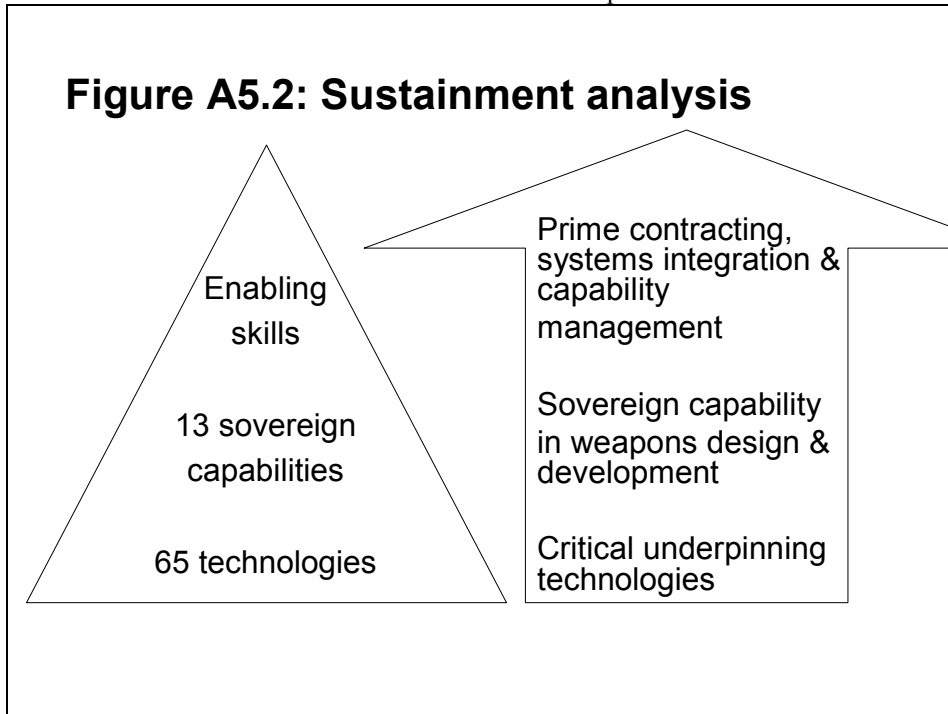 Figure A5.2: Sustainment analysis
Enabling
skills
13 sovereign
capabilities
65 technologies
Prime contracting,
systems integration &
capability
management
Sovereign capability
in weapons design &
development
Critical underpinning
technologies